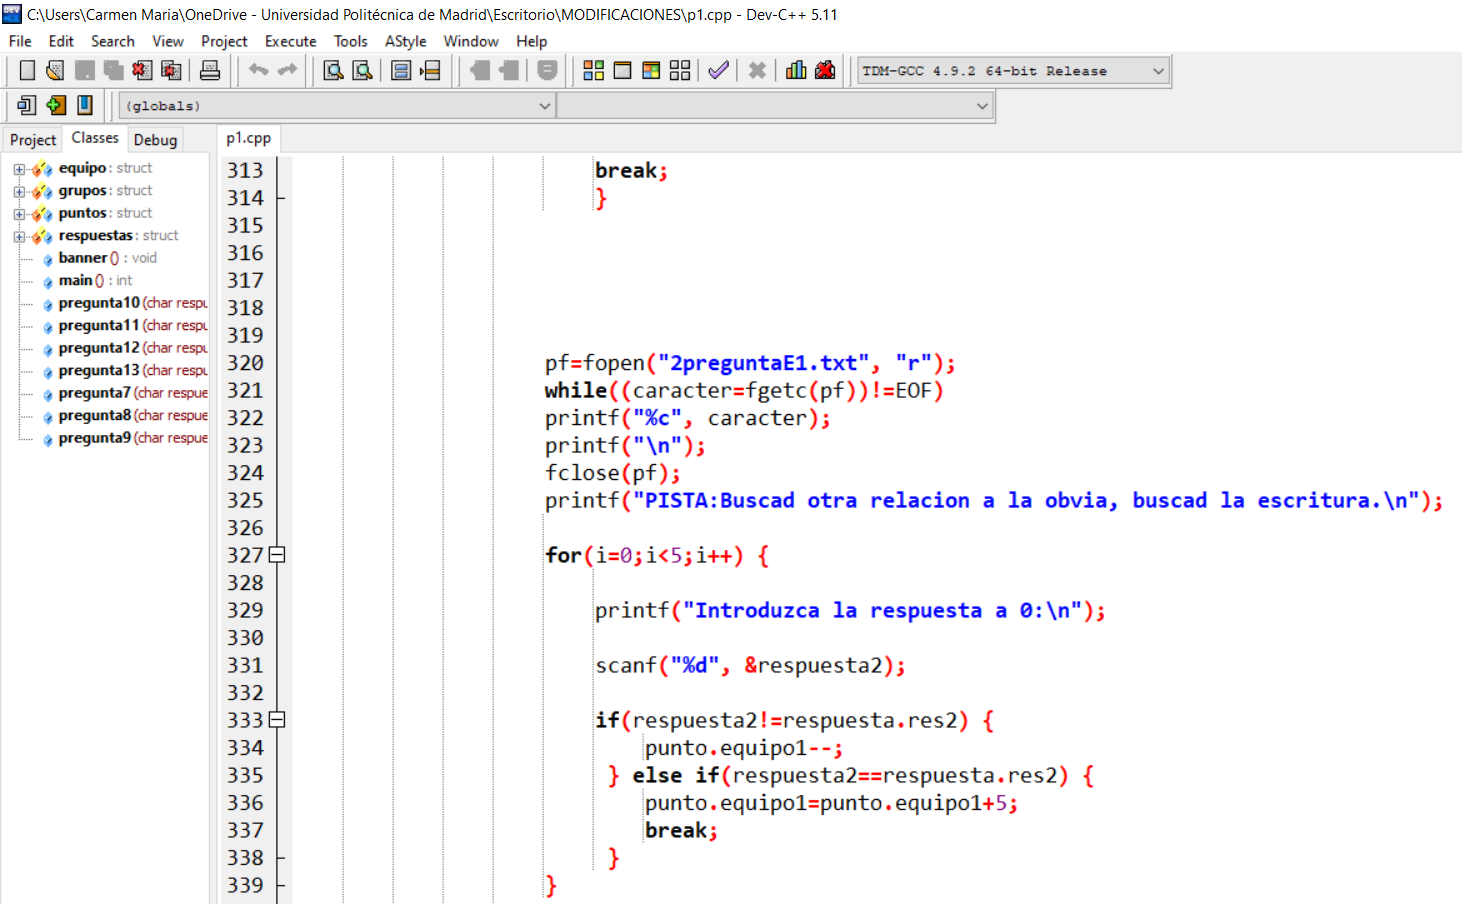 C:\Users\Carmen Maria\OneDrive - Universidad Politécnica de Madrid\Escritorio\MODIFICACIONES\p1.cpp - Dev-C++ 5.11
File Edit Search View Project Execute Tools AStyle Window Help
TDM-GCC 4.9.2 64-bit Release
(globals)
Project Classes Debug
p1.cpp
equipo : struct
grupos : struct
puntos : struct
respuestas : struct
banner () : void
main () : int
pregunta10 (char respu
pregunta11 (char respu
pregunta12 (char respu
pregunta13 (char respu
pregunta7 (char respue
pregunta8 (char respue
pregunta9 (char respue
313 break;
314 }
315
316
317
318
319
320 pf=fopen("2preguntaE1.txt", "r");
321 while((caracter=fgetc(pf))!=EOF)
322 printf("%c", caracter);
323 printf("\n");
324 fclose(pf);
325 printf("PISTA:Buscad otra relacion a la obvia, buscad la escritura.\n");
326
327 for(i=0;i<5;i++) {
328
329 printf("Introduzca la respuesta a 0:\n");
330
331 scanf("%d", &respuesta2);
332
333 if(respuesta2!=respuesta.res2) {
334 punto.equipo1--;
335 } else if(respuesta2==respuesta.res2) {
336 punto.equipo1=punto.equipo1+5;
337 break;
338 }
339 }